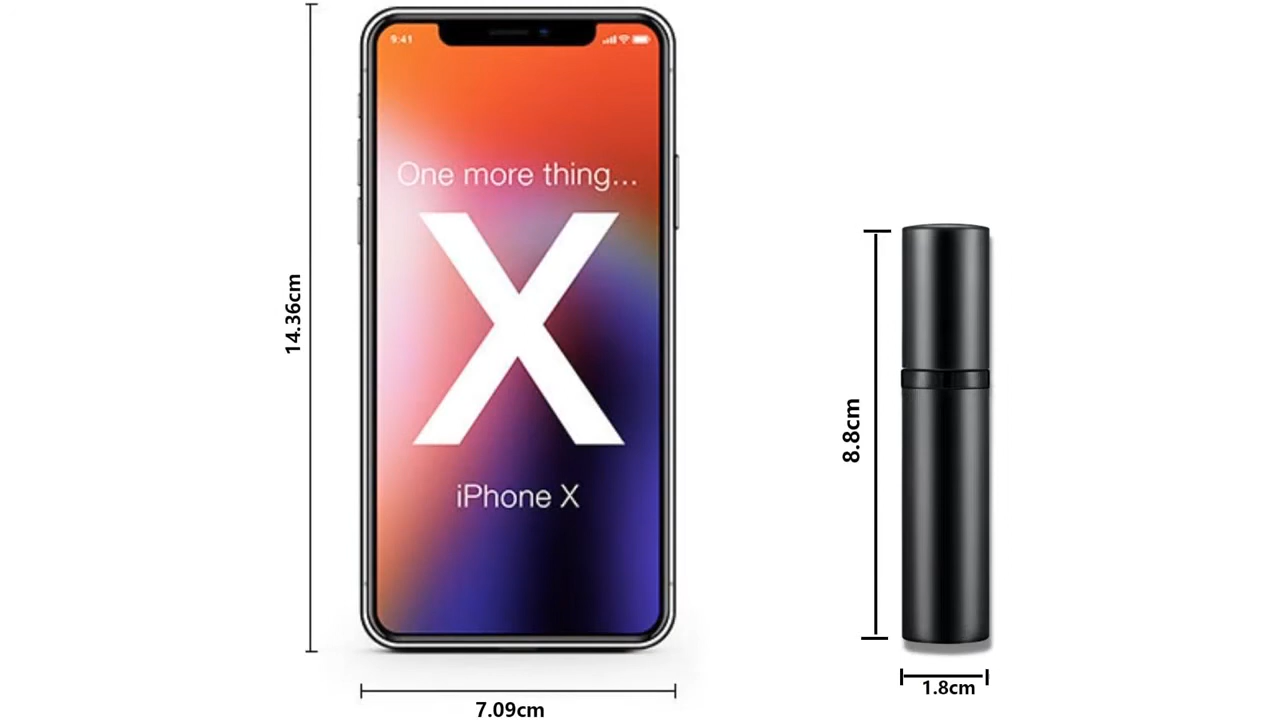 9:41
One more thing...
X
iPhone X
14.36cm
7.09cm
8.8cm
1.8cm